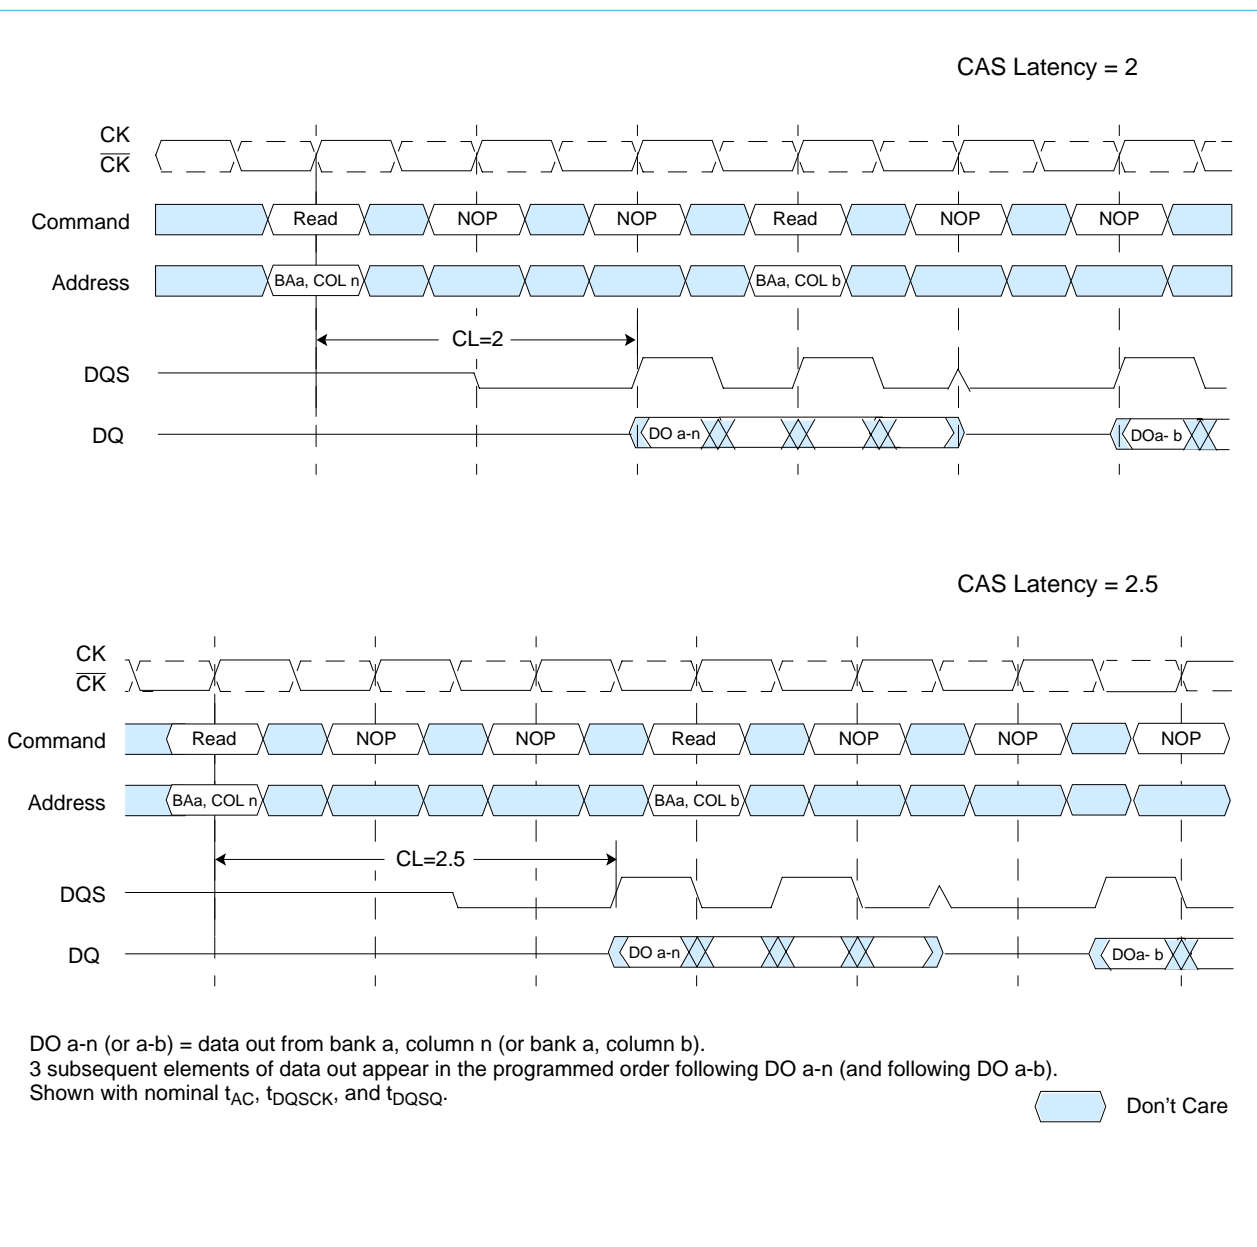 CAS Latency = 2
CK
CK
Command Read NOP NOP Read NOP NOP
Address BAa, COL n BAa, COL b
CL=2
DQS
DQ DO a-n DOa- b
CAS Latency = 2.5
CK
CK
Command Read NOP NOP Read NOP NOP NOP
Address BAa, COL n BAa, COL b
CL=2.5
DQS
DQ DO a-n DOa- b
DO a-n (or a-b) = data out from bank a, column n (or bank a, column b).
3 subsequent elements of data out appear in the programmed order following DO a-n (and following DO a-b).
Shown with nominal tAC, tDQSCK, and tDQSQ.
Don't Care